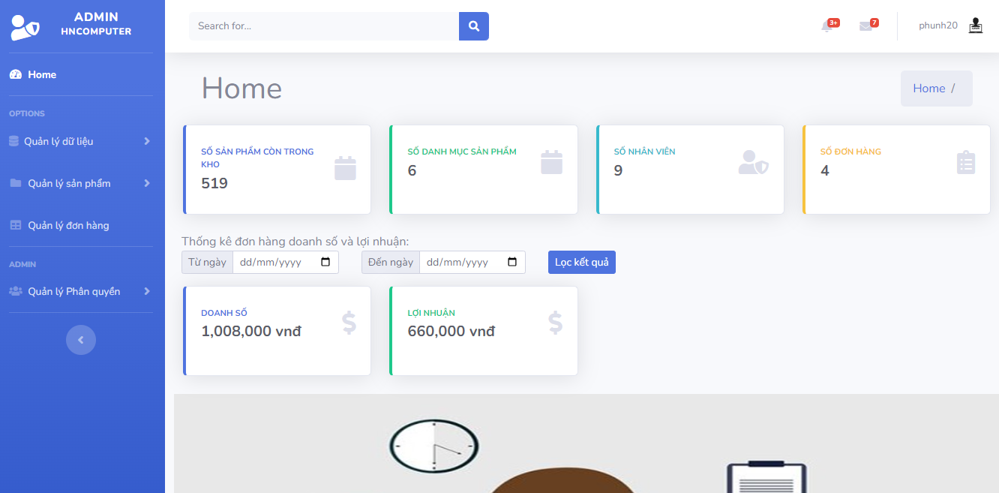 ADMIN
HNCOMPUTER
Search for...
3+
7
phunh20
Home
OPTIONS
Quản lý dữ liệu
Quản lý sản phẩm
Quản lý đơn hàng
ADMIN
Quản lý Phân quyền
Home
Home /
SỐ SẢN PHẨM CÒN TRONG
KHO
519
SỐ DANH MỤC SẢN PHẨM
6
SỐ NHÂN VIÊN
9
SỐ ĐƠN HÀNG
4
Thống kê đơn hàng doanh số và lợi nhuận:
Từ ngày dd/mm/yyyy
Đến ngày dd/mm/yyyy
Lọc kết quả
DOANH SỐ
1,008,000 vnđ
LỢI NHUẬN
660,000 vnđ